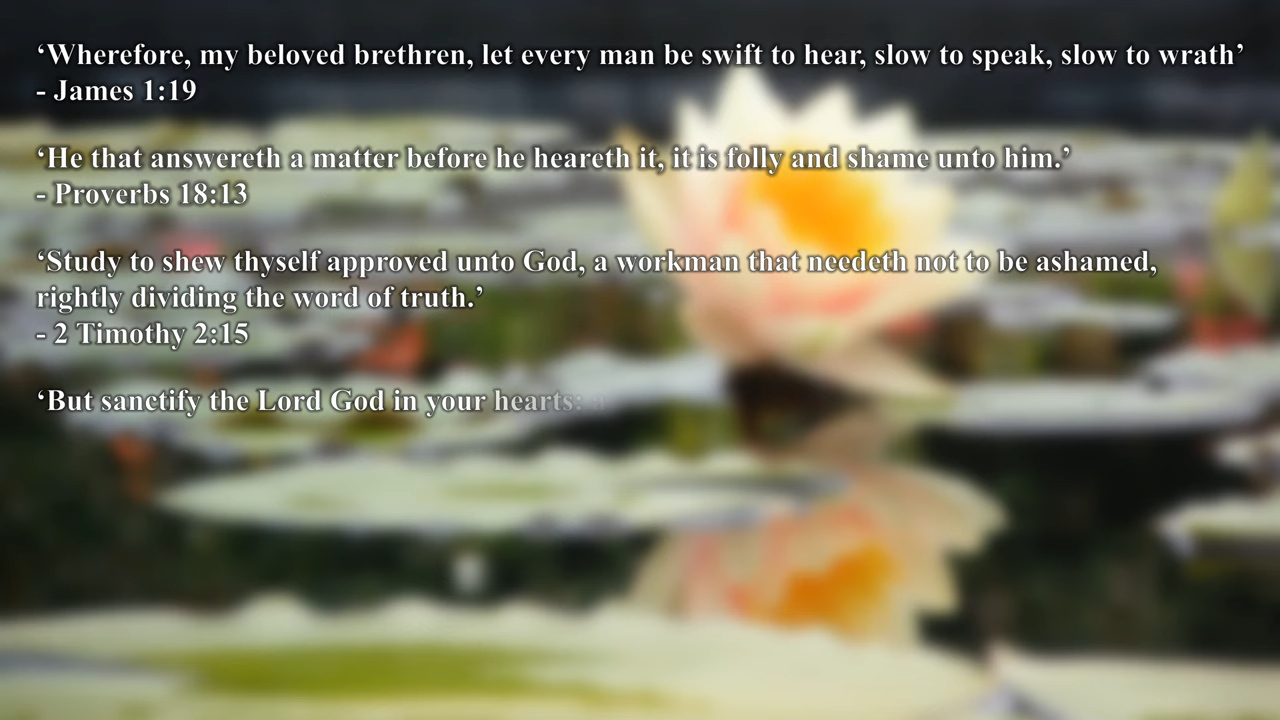 ‘Wherefore, my beloved brethren, let every man be swift to hear, slow to speak, slow to wrath’
- James 1:19
‘He that answereth a matter before he heareth it, it is folly and shame unto him.’
- Proverbs 18:13
‘Study to shew thyself approved unto God, a workman that needeth not to be ashamed,
rightly dividing the word of truth.’
- 2 Timothy 2:15
‘But sanctify the Lord God in your hearts: